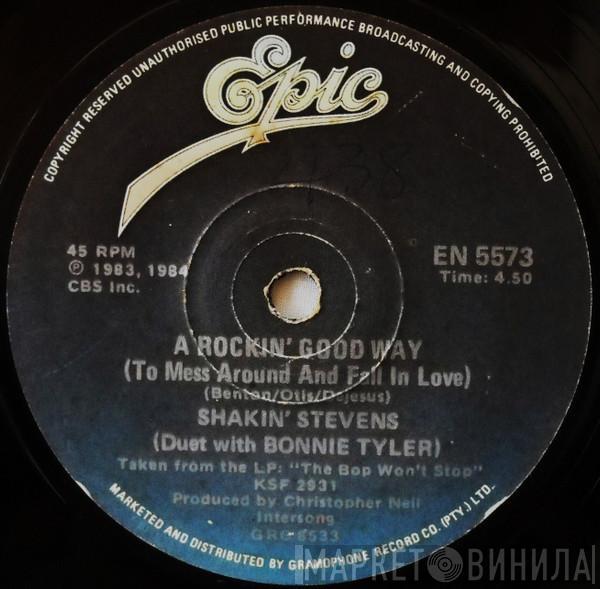 COPYRIGHT RESERVED UNAUTHORISED PUBLIC PERFORMANCE BROADCASTING AND COPYING PROHIBITED
Epic
738
45 RPM
℗ 1983, 1984
CBS Inc.
EN 5573
Time: 4.50
A ROCKIN' GOOD WAY
(To Mess Around And Fall In Love)
(Benton/Otis/Dejesus)
SHAKIN' STEVENS
(Duet with BONNIE TYLER)
Taken from the LP: "The Bop Won't Stop"
KSF 2931
Produced by Christopher Neil
Intersong
GRC 8533
MARKETED AND DISTRIBUTED BY GRAMOPHONE RECORD CO. (PTY.) LTD.
МАРКЕТ ВИНИЛА